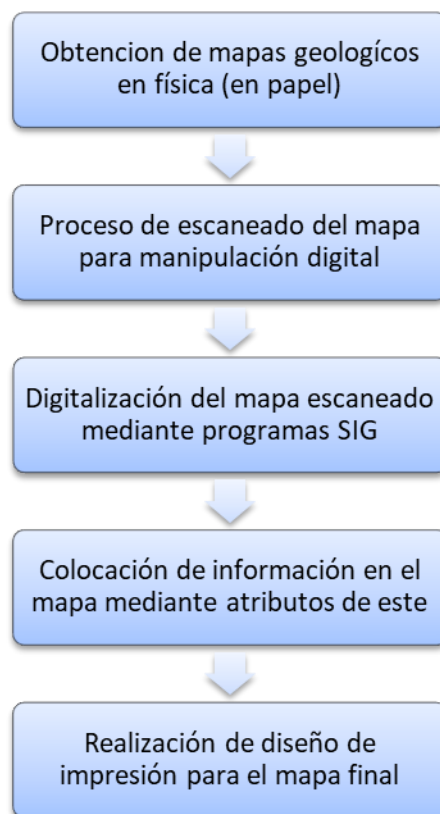 Obtencion de mapas geologícos
en física (en papel)
Proceso de escaneado del mapa
para manipulación digital
Digitalización del mapa escaneado
mediante programas SIG
Colocación de información en el
mapa mediante atributos de este
Realización de diseño de
impresión para el mapa final